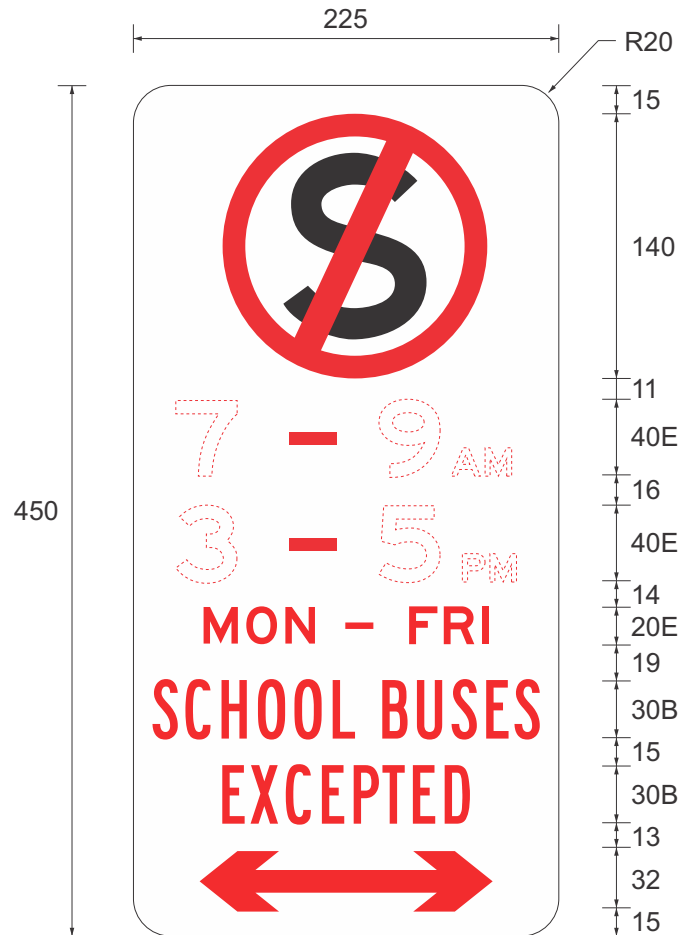 225
R20
15
S
140
11
7 - 9 AM
40E
16
450
3 - 5 PM
40E
14
MON - FRI
20E
19
SCHOOL BUSES
30B
15
EXCEPTED
30B
13
32
15